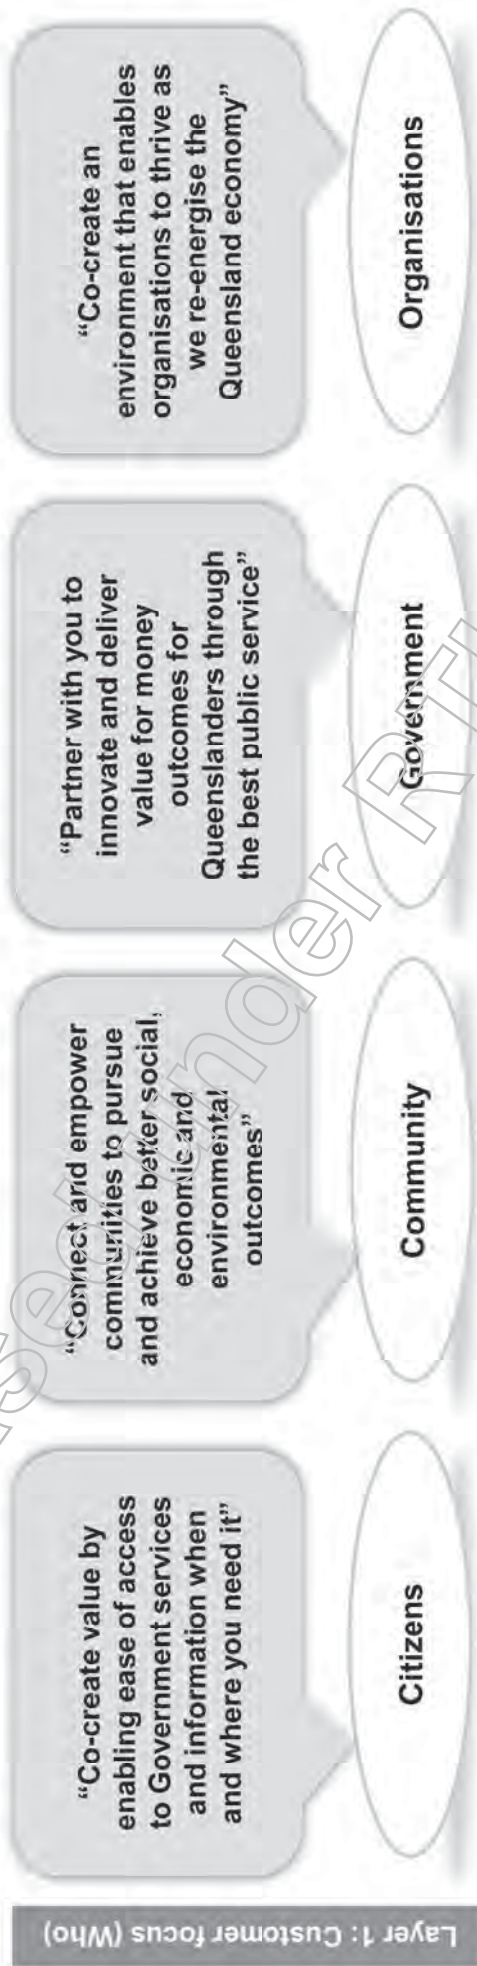 Layer 1: Customer focus (Who)
“Co-create value by
enabling ease of access
to Government services
and information when
and where you need it”
Citizens
“Connect and empower
communities to pursue
and achieve better social,
economic and
environmental
outcomes”
Community
“Partner with you to
innovate and deliver
value for money
outcomes for
Queenslanders through
the best public service”
Government
“Co-create an
environment that enables
organisations to thrive as
we re-energise the
Queensland economy”
Organisations
under RTI